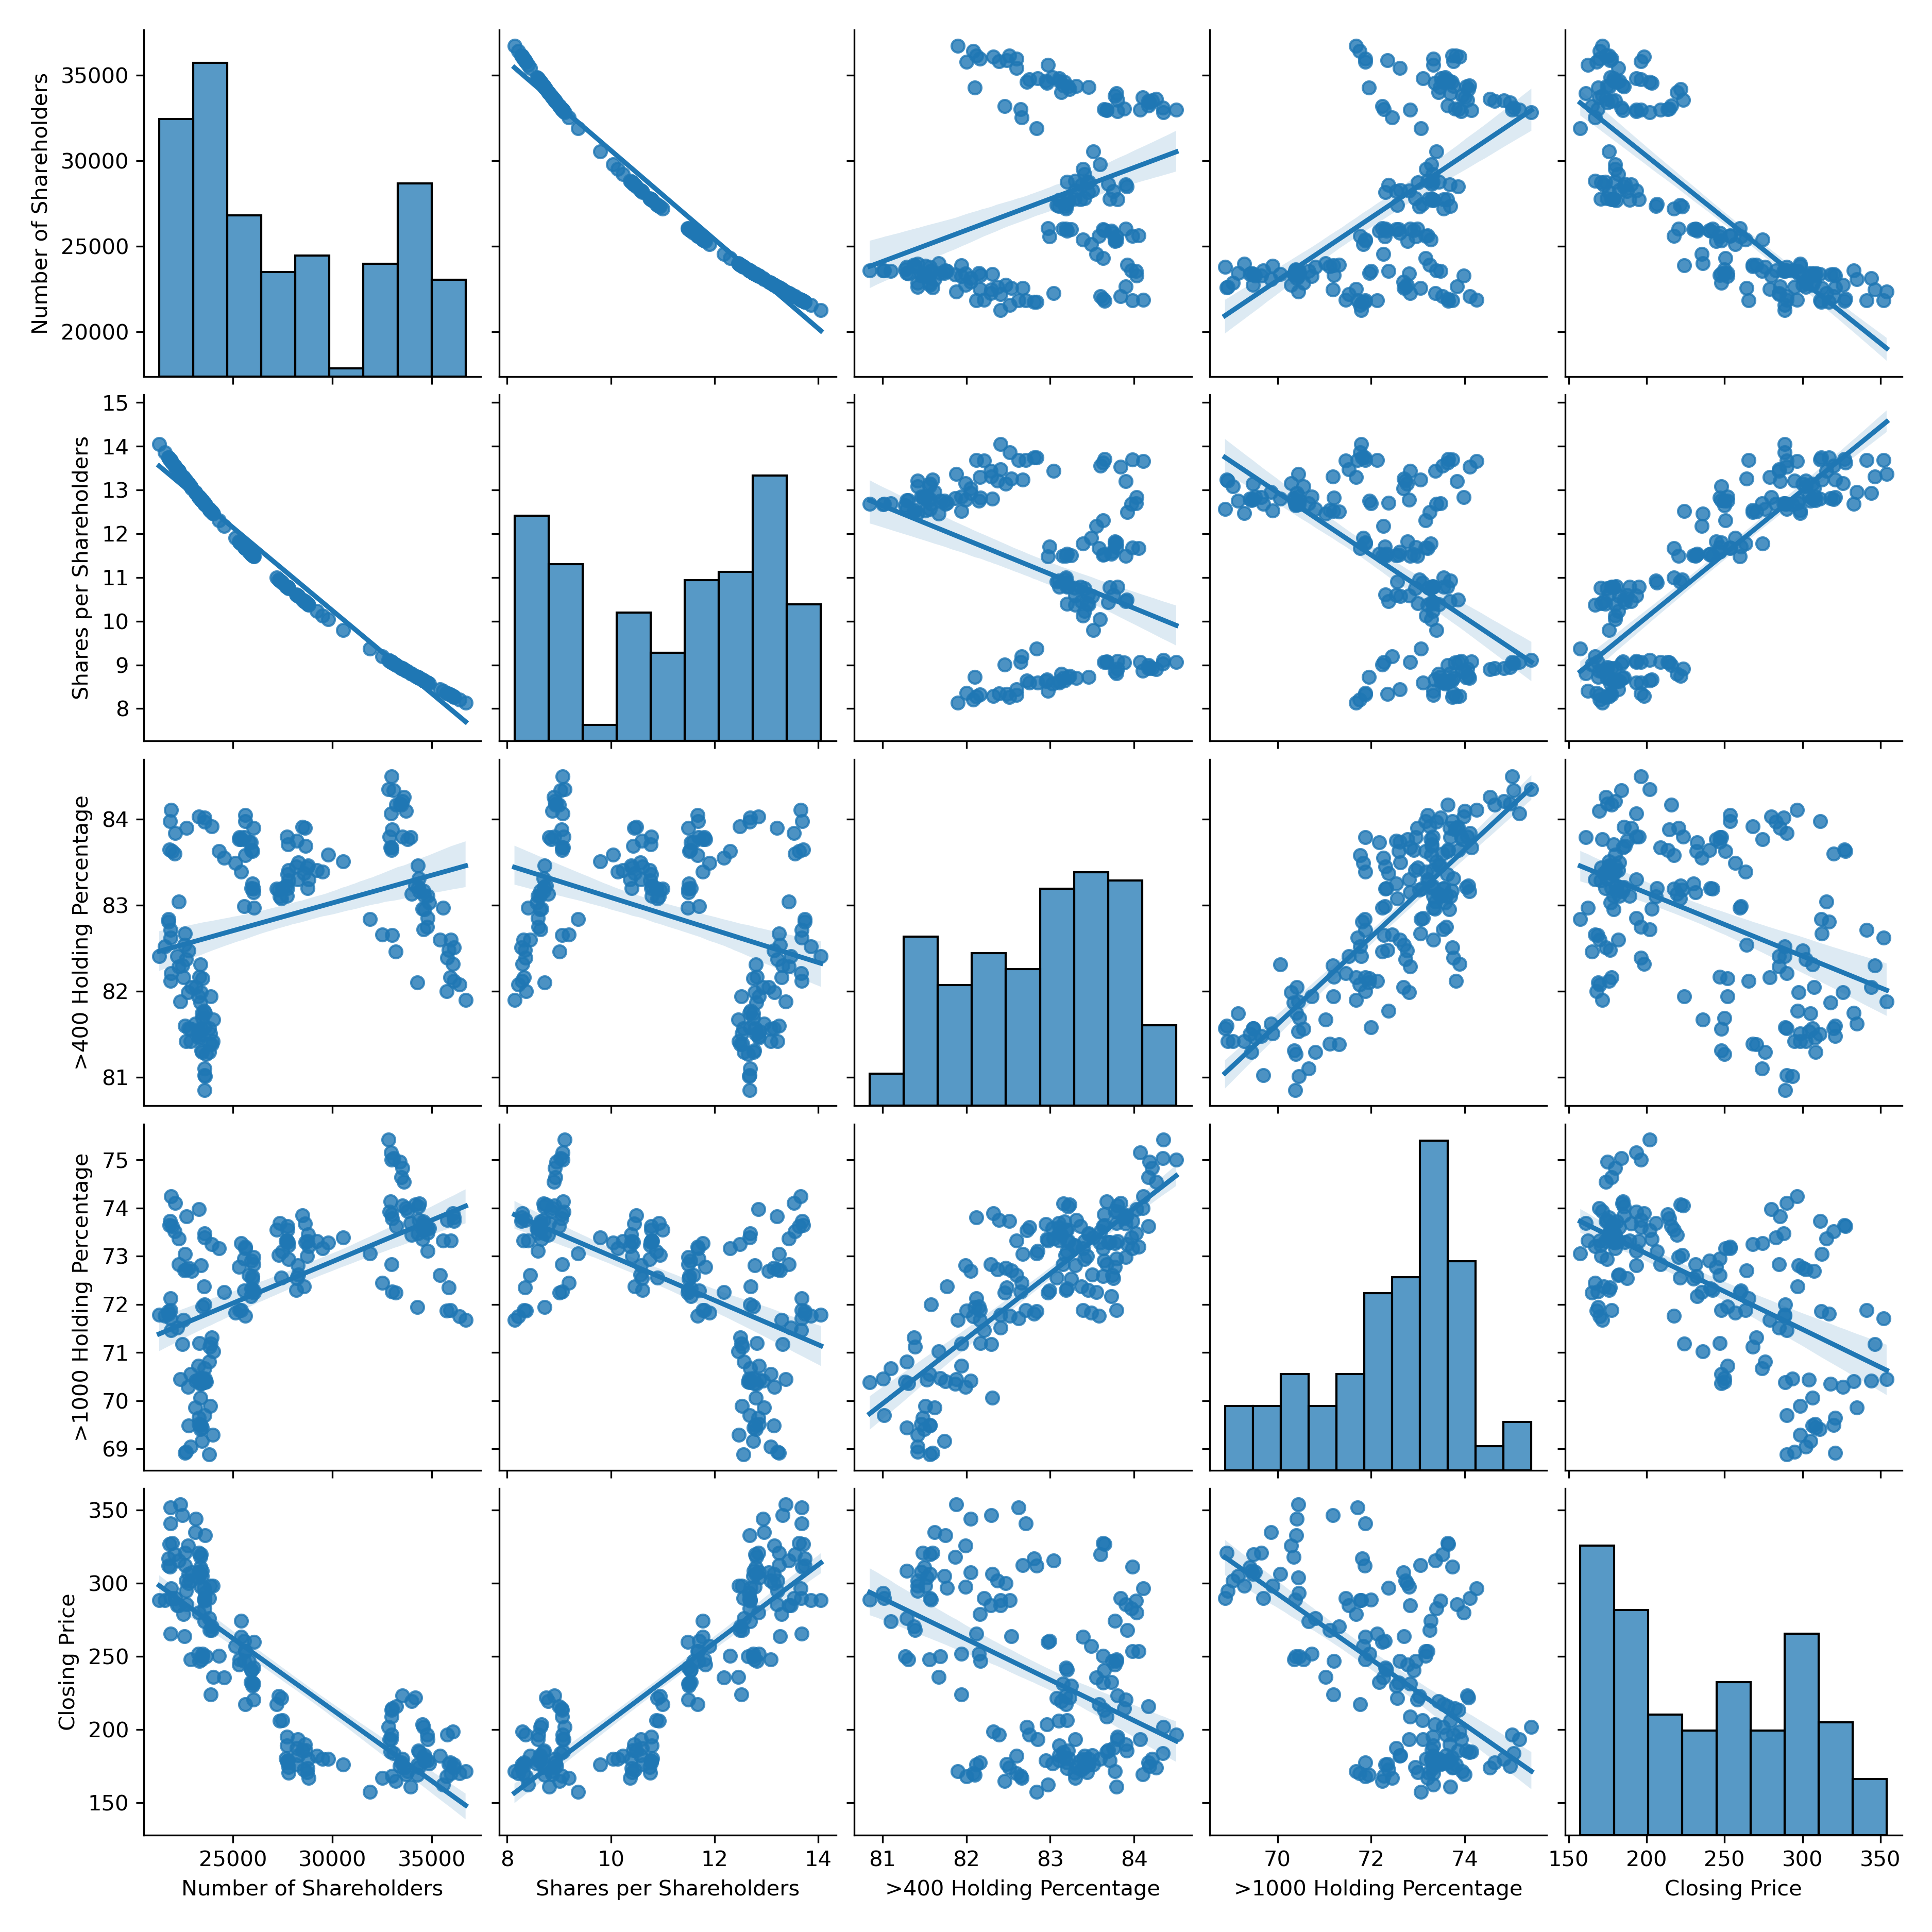 Number of Shareholders
35000
30000
25000
20000
Shares per Shareholders
15
14
13
12
11
10
9
8
>400 Holding Percentage
84
83
82
81
>1000 Holding Percentage
75
74
73
72
71
70
69
Closing Price
350
300
250
200
150
25000 30000 35000
8 10 12 14
81 82 83 84
70 72 74
150 200 250 300 350
Number of Shareholders
Shares per Shareholders
>400 Holding Percentage
>1000 Holding Percentage
Closing Price